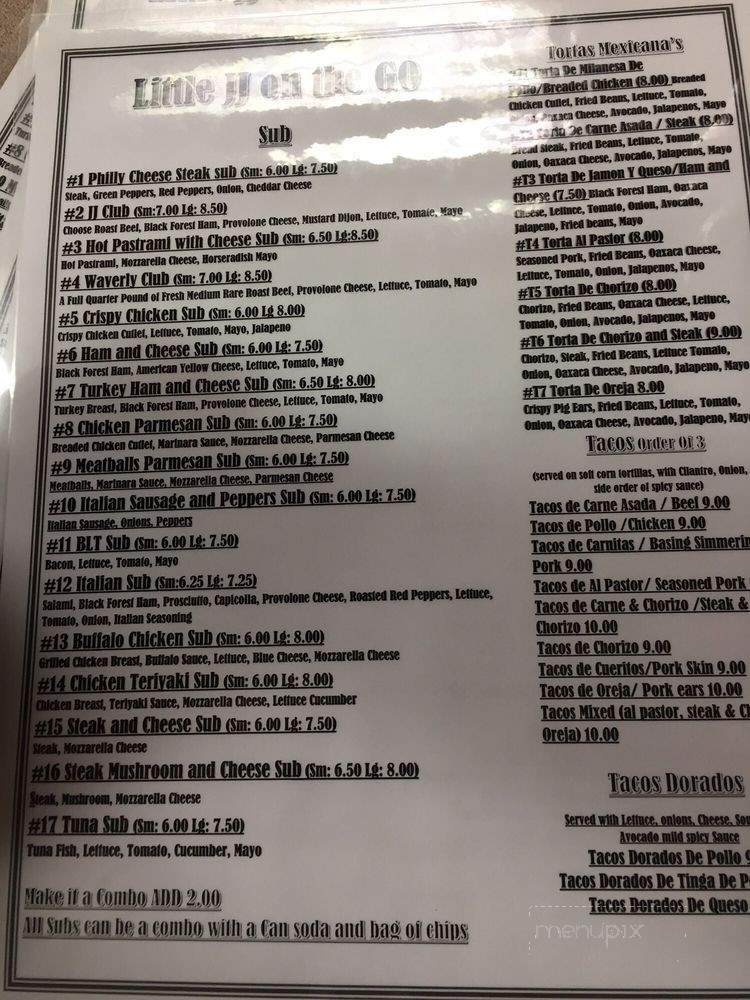 Little JJ on the GO
Sub
#1 Philly Cheese Steak sub (Sm: 6.00 Lg: 7.50)
Steak, Green Peppers, Red Peppers, Onion, Cheddar Cheese
#2 JJ Club (Sm:7.00 Lg: 8.50)
Choose Roast Beef, Black Forest Ham, Provolone Cheese, Mustard Dijon, Lettuce, Tomato, Mayo
#3 Hot Pastrami with Cheese Sub (Sm: 6.50 Lg:8.50)
Hot Pastrami, Mozzarella Cheese, Horseradish Mayo
#4 Waverly Club (Sm: 7.00 Lg: 8.50)
A Full Quarter Pound of Fresh Medium Rare Roast Beef, Provolone Cheese, Lettuce, Tomato, Mayo
#5 Crispy Chicken Sub (Sm: 6.00 Lg 8.00)
Crispy Chicken Cutlet, Lettuce, Tomato, Mayo, Jalapeno
#6 Ham and Cheese Sub (Sm: 6.00 Lg: 7.50)
Black Forest Ham, American Yellow Cheese, Lettuce, Tomato, Mayo
#7 Turkey Ham and Cheese Sub (Sm: 6.50 Lg: 8.00)
Turkey Breast, Black Forest Ham, Provolone Cheese, Lettuce, Tomato, Mayo
#8 Chicken Parmesan Sub (Sm: 6.00 Lg: 7.50)
Breaded Chicken Cutlet, Marinara Sauce, Mozzarella Cheese, Parmesan Cheese
#9 Meatballs Parmesan Sub (Sm: 6.00 Lg: 7.50)
Meatballs, Marinara Sauce, Mozzarella Cheese, Parmesan Cheese
#10 Italian Sausage and Peppers Sub (Sm: 6.00 Lg: 7.50)
Italian Sausage, Onions, Peppers
#11 BLT Sub (Sm: 6.00 Lg: 7.50)
Bacon, Lettuce, Tomato, Mayo
#12 Italian Sub (Sm:6.25 Lg: 7.25)
Salami, Black Forest Ham, Prosciutto, Capicolla, Provolone Cheese, Roasted Red Peppers, Lettuce,
Tomato, Onion, Italian Seasoning
#13 Buffalo Chicken Sub (Sm: 6.00 Lg: 8.00)
Grilled Chicken Breast, Buffalo Sauce, Lettuce, Blue Cheese, Mozzarella Cheese
#14 Chicken Teriyaki Sub (Sm: 6.00 Lg: 8.00)
Chicken Breast, Teriyaki Sauce, Mozzarella Cheese, Lettuce Cucumber
#15 Steak and Cheese Sub (Sm: 6.00 Lg: 7.50)
Steak, Mozzarella Cheese
#16 Steak Mushroom and Cheese Sub (Sm: 6.50 Lg: 8.00)
Steak, Mushroom, Mozzarella Cheese
#17 Tuna Sub (Sm: 6.00 Lg: 7.50)
Tuna Fish, Lettuce, Tomato, Cucumber, Mayo
Make it a Combo ADD 2.00
All Subs can be a combo with a Can soda and bag of chips
Tortas Mexicana's
#T1 Torta De Milanesa De
Pollo/Breaded Chicken (8.00) Breaded
Chicken Cutlet, Fried Beans, Lettuce, Tomato,
Oaxaca Cheese, Avocado, Jalapenos, Mayo
Torta De Carne Asada / Steak (8.00)
Bread Steak, Fried Beans, Lettuce, Tomato,
Onion, Oaxaca Cheese, Avocado, Jalapenos, Mayo
#T3 Torta De Jamon Y Queso/Ham and
Cheese (7.50) Black Forest Ham, Oaxaca
Cheese, Lettuce, Tomato, Onion, Avocado,
Jalapeno, Fried beans, Mayo
#T4 Torta Al Pastor (8.00)
Seasoned Pork, Fried Beans, Oaxaca Cheese,
Lettuce, Tomato, Onion, Jalapenos, Mayo
#T5 Torta De Chorizo (8.00)
Chorizo, Fried Beans, Oaxaca Cheese, Lettuce,
Tomato, Onion, Avocado, Jalapenos, Mayo
#T6 Torta De Chorizo and Steak (9.00)
Chorizo, Steak, Fried Beans, Lettuce Tomato,
Onion, Oaxaca Cheese, Avocado, Jalapeno, Mayo
#T7 Torta De Oreja 8.00
Crispy Pig Ears, Fried Beans, Lettuce, Tomato,
Onion, Oaxaca Cheese, Avocado, Jalapeno, Mayo
Tacos Order Of 3
(served on soft corn tortillas, with Cilantro, Onion,
side order of spicy sauce)
Tacos de Carne Asada / Beef 9.00
Tacos de Pollo /Chicken 9.00
Tacos de Carnitas / Basing Simmerin
Pork 9.00
Tacos de Al Pastor/ Seasoned Pork
Tacos de Carne & Chorizo /Steak &
Chorizo 10.00
Tacos de Chorizo 9.00
Tacos de Cueritos/Pork Skin 9.00
Tacos de Oreja/ Pork ears 10.00
Tacos Mixed (al pastor, steak & Ch
Oreja) 10.00
Tacos Dorados
Served with Lettuce, onions, Cheese, Sou
Avocado mild spicy Sauce
Tacos Dorados De Pollo 9
Tacos Dorados De Tinga De P
Tacos Dorados De Queso
menupix